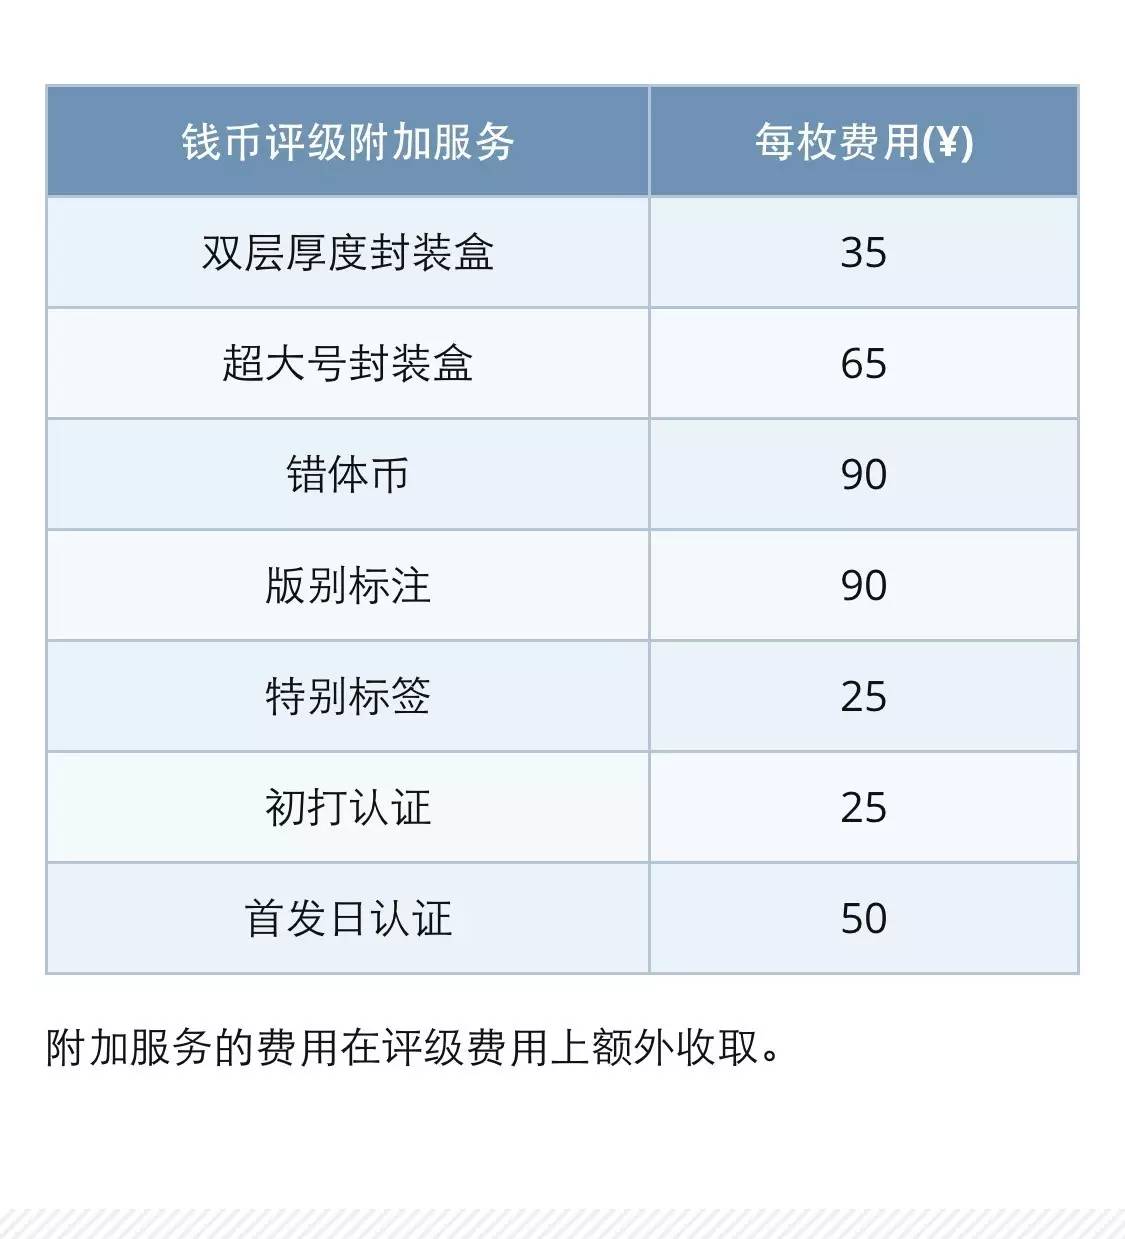 钱币评级附加服务 每枚费用(¥)
双层厚度封装盒 35
超大号封装盒 65
错体币 90
版别标注 90
特别标签 25
初打认证 25
首发日认证 50
附加服务的费用在评级费用上额外收取。